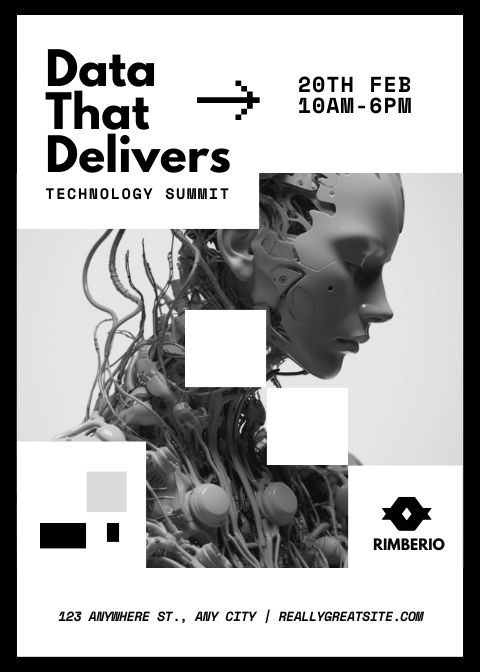 Data
That
Delivers
TECHNOLOGY SUMMIT
20TH FEB
10AM-6PM
RIMBERIO
123 ANYWHERE ST., ANY CITY | REALLYGREATSITE.COM